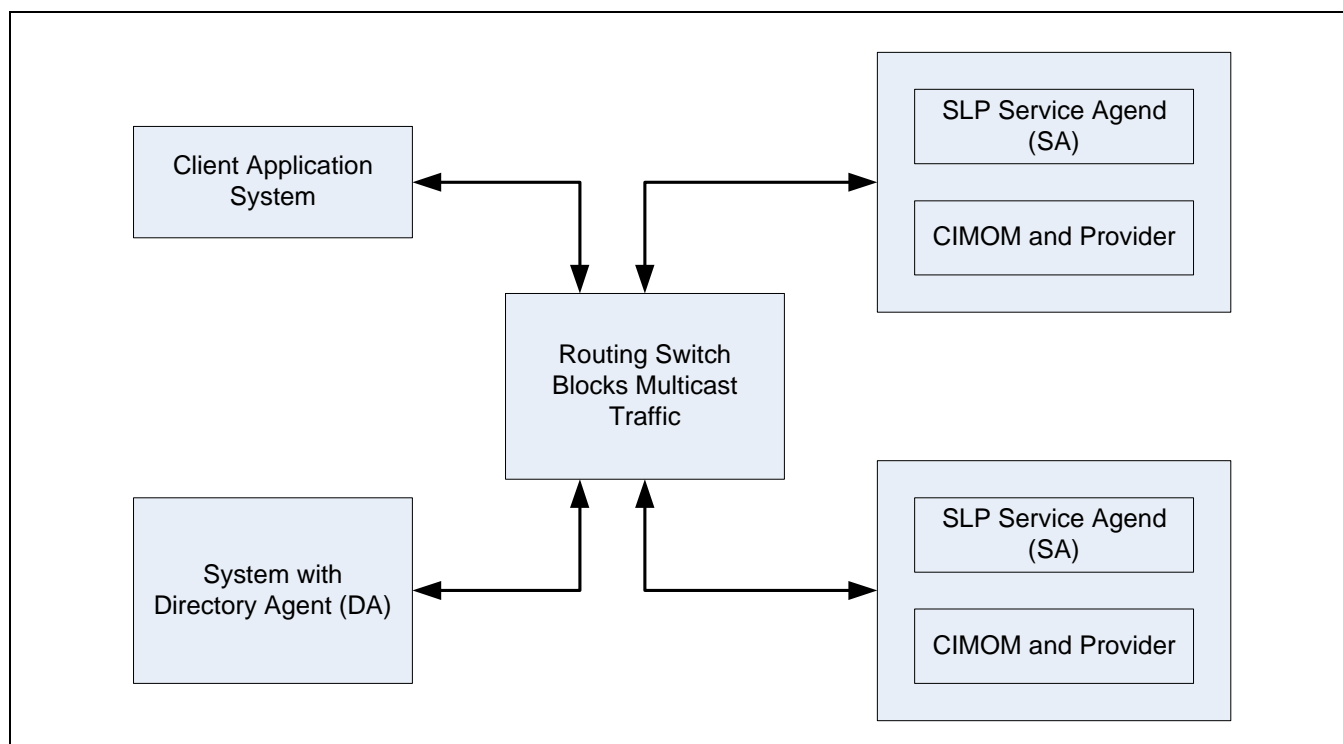 Client Application
System
SLP Service Agend
(SA)
CIMOM and Provider
Routing Switch
Blocks Multicast
Traffic
System with
Directory Agent (DA)
SLP Service Agend
(SA)
CIMOM and Provider